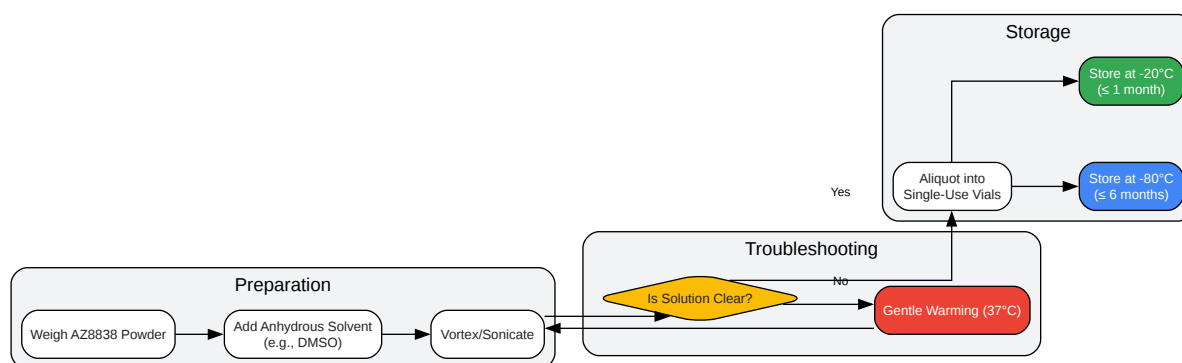 Storage
Store at -20°C
(≤ 1 month)
Aliquot into
Single-Use Vials
Store at -80°C
(≤ 6 months)
Yes
Troubleshooting
Is Solution Clear?
No
Gentle Warming (37°C)
Preparation
Weigh AZ8838 Powder
Add Anhydrous Solvent
(e.g., DMSO)
Vortex/Sonicate